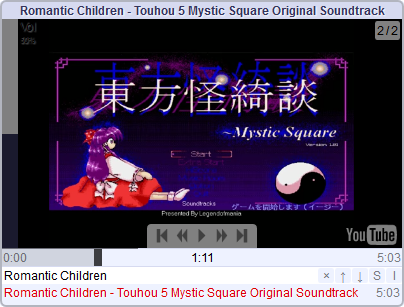 Romantic Children - Touhou 5 Mystic Square Original Soundtrack
Vol
2/2
東方怪綺談
~Mystic Square
Version 1.00
Start
Extra Start
ゲームを開始します(イージー)
Soundtracks
Presented By Legendofmania
YouTube
0:00 1:11 5:03
Romantic Children × ↑ ↓ S I
Romantic Children - Touhou 5 Mystic Square Original Soundtrack 5:03